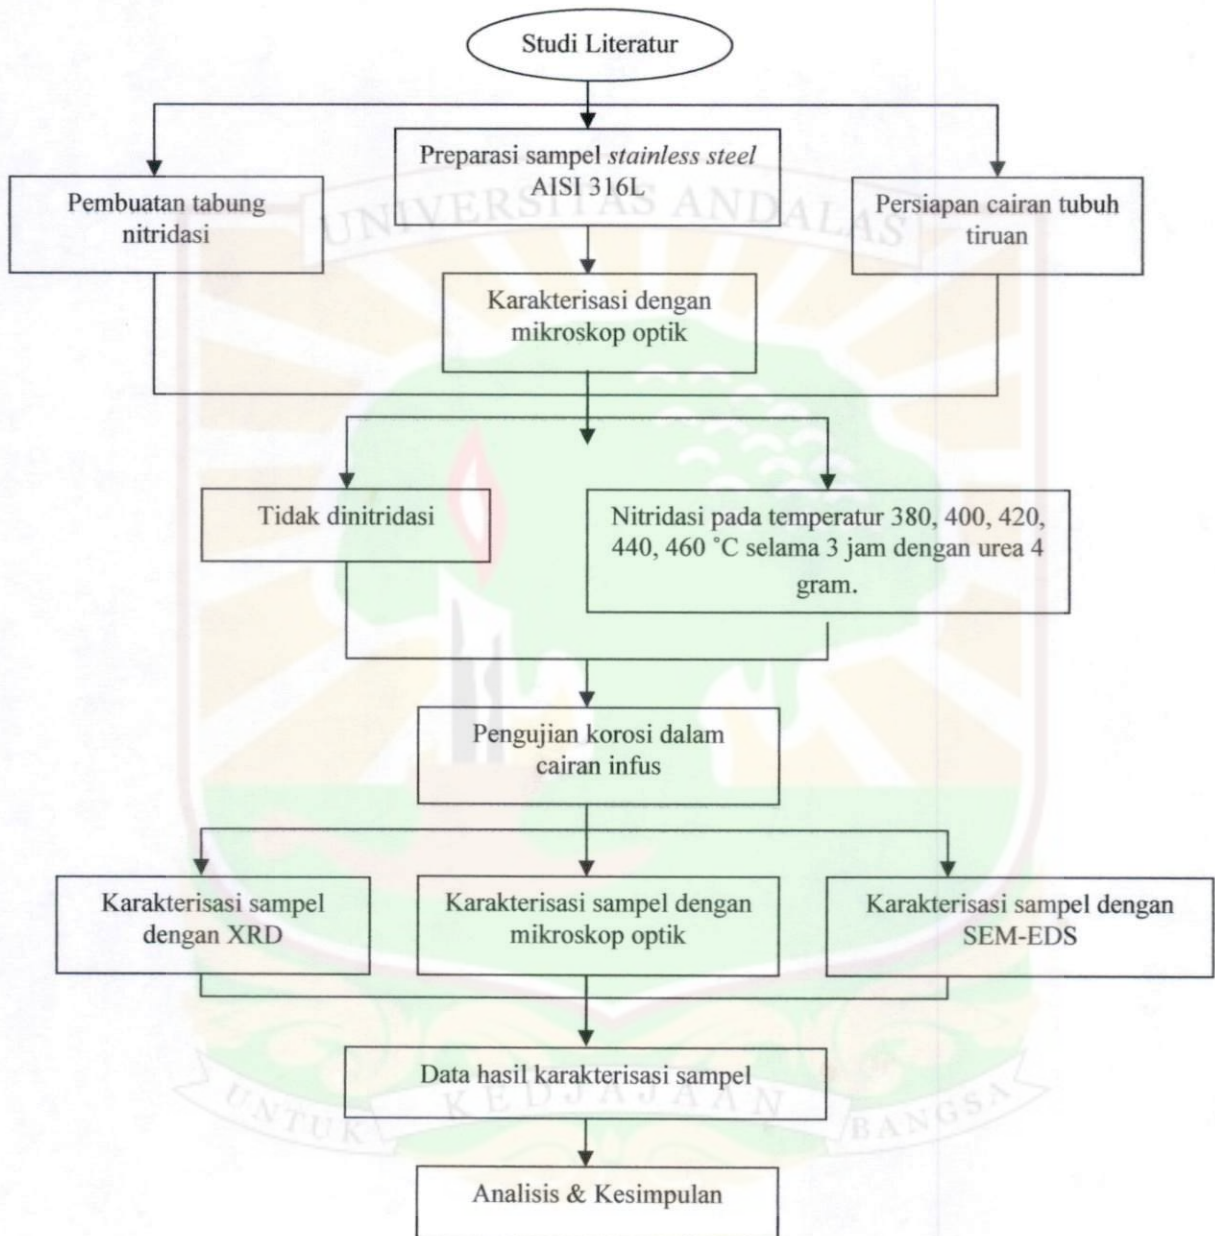 Studi Literatur
Preparasi sampel stainless steel
AISI 316L
Pembuatan tabung
nitridasi
Persiapan cairan tubuh
tiruan
UNIVERSITAS ANDALAS
Karakterisasi dengan
mikroskop optik
Tidak dinitridasi
Nitridasi pada temperatur 380, 400, 420,
440, 460 °C selama 3 jam dengan urea 4
gram.
Pengujian korosi dalam
cairan infus
Karakterisasi sampel
dengan XRD
Karakterisasi sampel dengan
mikroskop optik
Karakterisasi sampel dengan
SEM-EDS
Data hasil karakterisasi sampel
UNTUK KEDJAJAAN BANGSA
Analisis & Kesimpulan